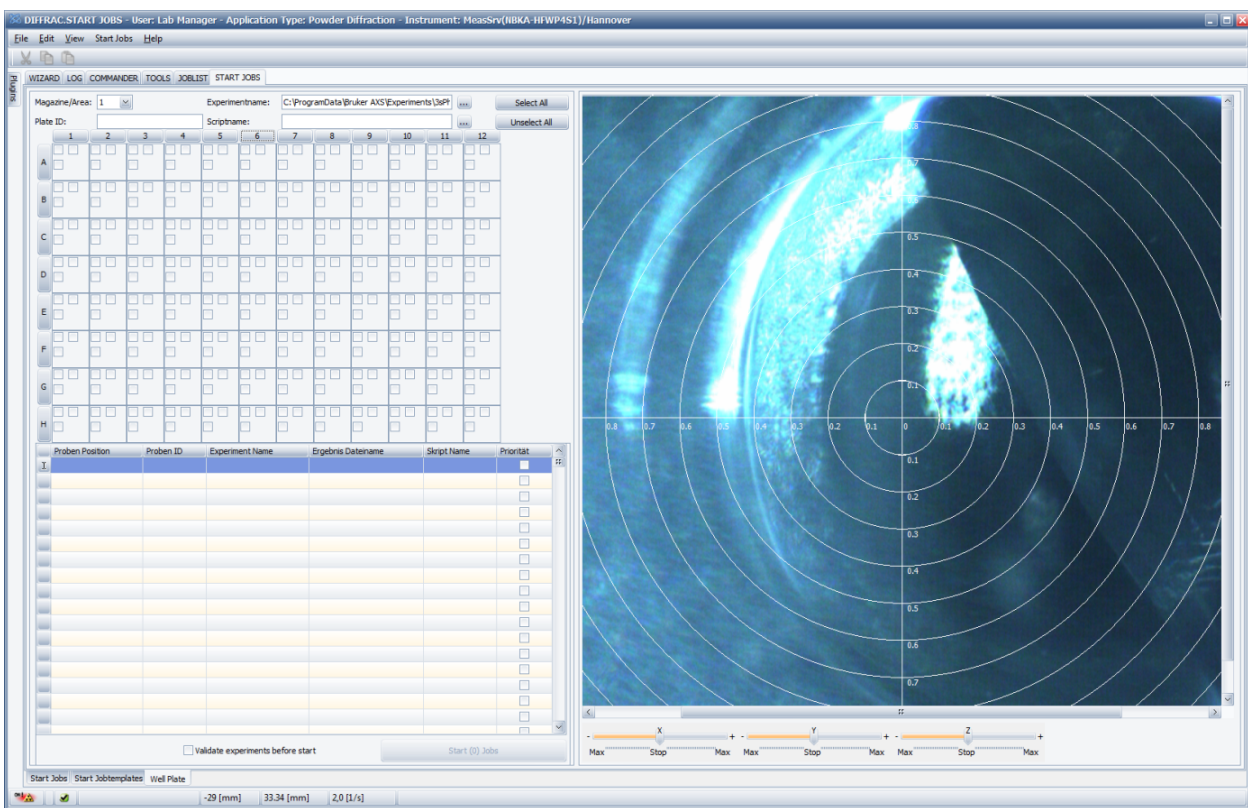 DIFFRAC.START JOBS - User: Lab Manager - Application Type: Powder Diffraction - Instrument: MeasSrv(NBKA-HFWP4S1)/Hannover
File Edit View Start Jobs Help
Plugins
WIZARD LOG COMMANDER TOOLS JOBLIST START JOBS
Magazine/Area: 1 Experimentname: C:\ProgramData\Bruker AXS\Experiments\3sPh ... Select All
Plate ID: Scriptname: ... Unselect All
1 2 3 4 5 6 7 8 9 10 11 12
A
B
C
D
E
F
G
H
Proben Position Proben ID Experiment Name Ergebnis Dateiname Skript Name Priorität
Validate experiments before start Start (0) Jobs
0.8
0.7
0.5
0.4
0.3
0.2
0.1
0.8 0.7 0.6 0.5 0.4 0.3 0.2 0.1 0 0.1 0.2 0.3 0.4 0.5 0.6 0.7 0.8
0.1
0.2
0.3
0.4
0.5
0.6
0.7
- X + - Y + - Z +
Max Stop Max Max Stop Max Max Stop Max
Start Jobs Start Jobtemplates Well Plate
-29 [mm] 33.34 [mm] 2,0 [1/s]